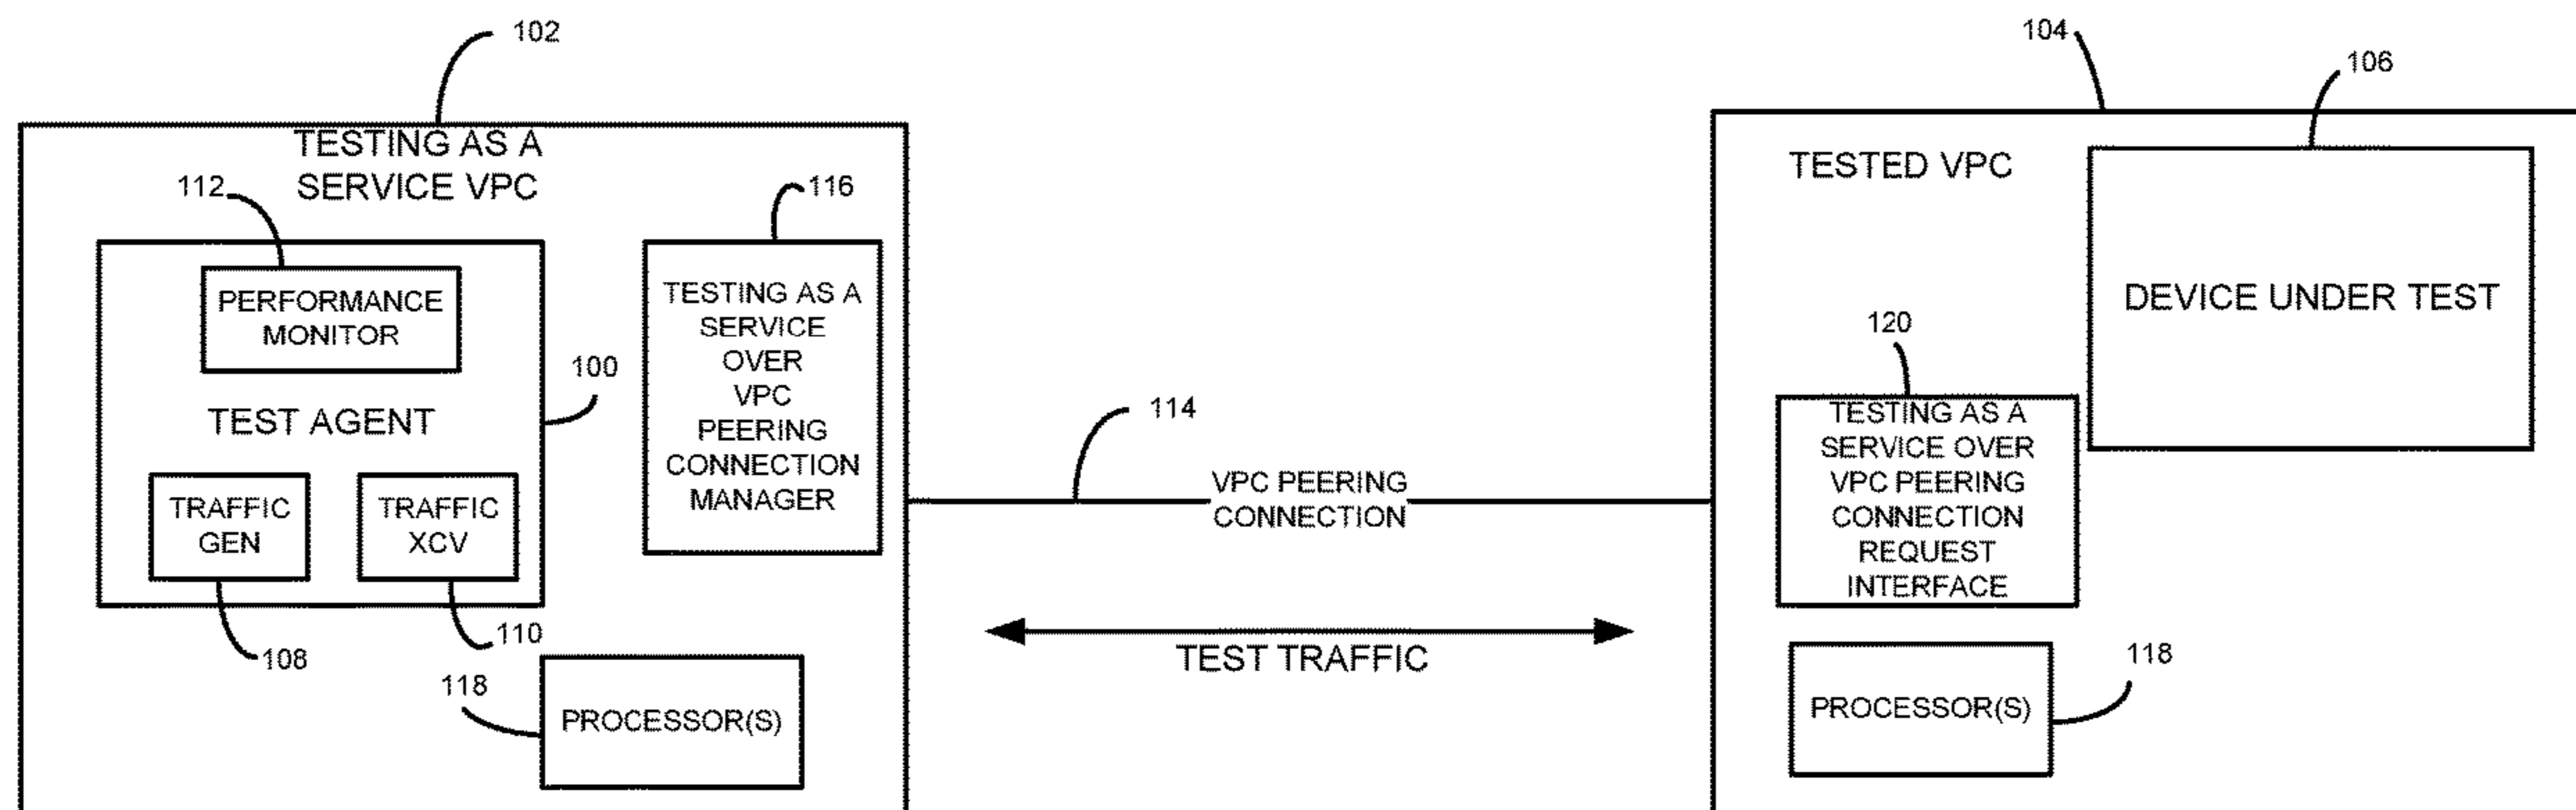 102
TESTING AS A
SERVICE VPC
112
116
PERFORMANCE
MONITOR
100
TEST AGENT
TRAFFIC
GEN
TRAFFIC
XCV
108
110
TESTING AS A
SERVICE
OVER
VPC
PEERING
CONNECTION
MANAGER
118
PROCESSOR(S)
114
VPC PEERING
CONNECTION
TEST TRAFFIC
104
106
TESTED VPC
DEVICE UNDER TEST
120
TESTING AS A
SERVICE OVER
VPC PEERING
CONNECTION
REQUEST
INTERFACE
118
PROCESSOR(S)